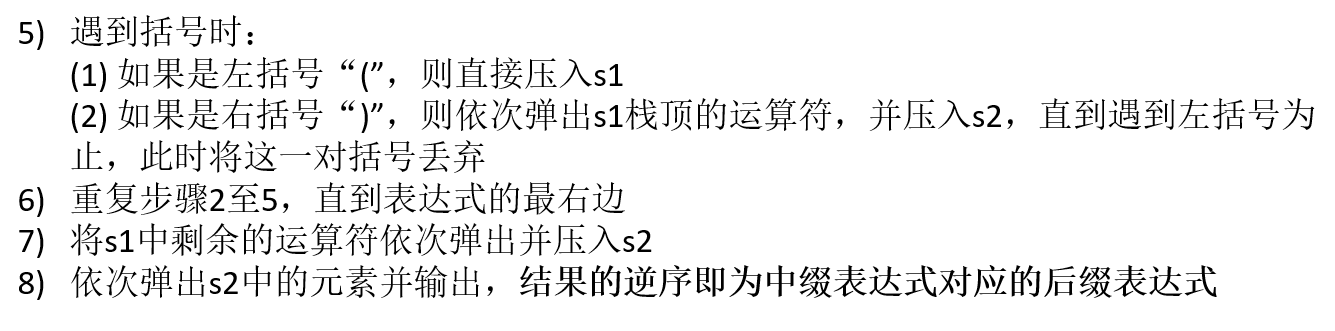 5) 遇到括号时：
(1) 如果是左括号“(”，则直接压入s1
(2) 如果是右括号“)”，则依次弹出s1栈顶的运算符，并压入s2，直到遇到左括号为
止，此时将这一对括号丢弃
6) 重复步骤2至5，直到表达式的最右边
7) 将s1中剩余的运算符依次弹出并压入s2
8) 依次弹出s2中的元素并输出，结果的逆序即为中缀表达式对应的后缀表达式